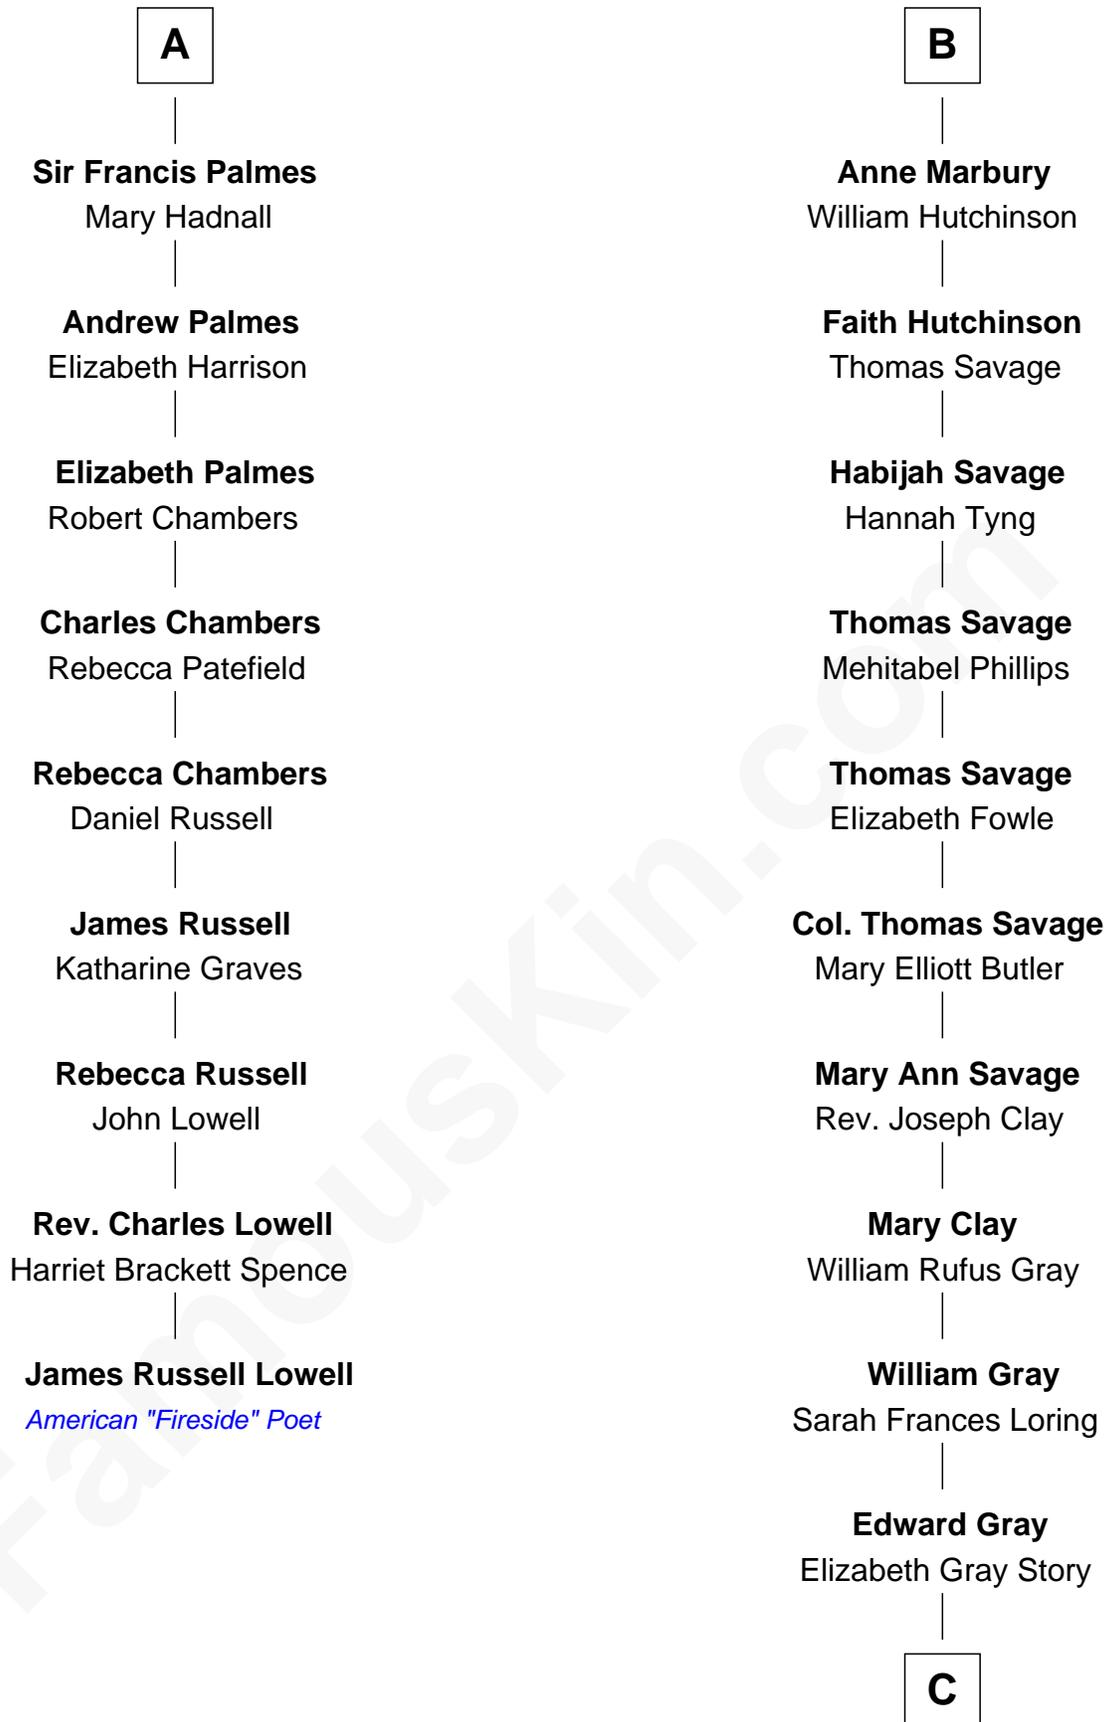 A
Sir Francis Palmes
Mary Hadnall
Andrew Palmes
Elizabeth Harrison
Elizabeth Palmes
Robert Chambers
Charles Chambers
Rebecca Patefield
Rebecca Chambers
Daniel Russell
James Russell
Katharine Graves
Rebecca Russell
John Lowell
Rev. Charles Lowell
Harriet Brackett Spence
James Russell Lowell
American "Fireside" Poet
B
Anne Marbury
William Hutchinson
Faith Hutchinson
Thomas Savage
Habijah Savage
Hannah Tyng
Thomas Savage
Mehitabel Phillips
Thomas Savage
Elizabeth Fowle
Col. Thomas Savage
Mary Elliott Butler
Mary Ann Savage
Rev. Joseph Clay
Mary Clay
William Rufus Gray
William Gray
Sarah Frances Loring
Edward Gray
Elizabeth Gray Story
C
FamousKin.com